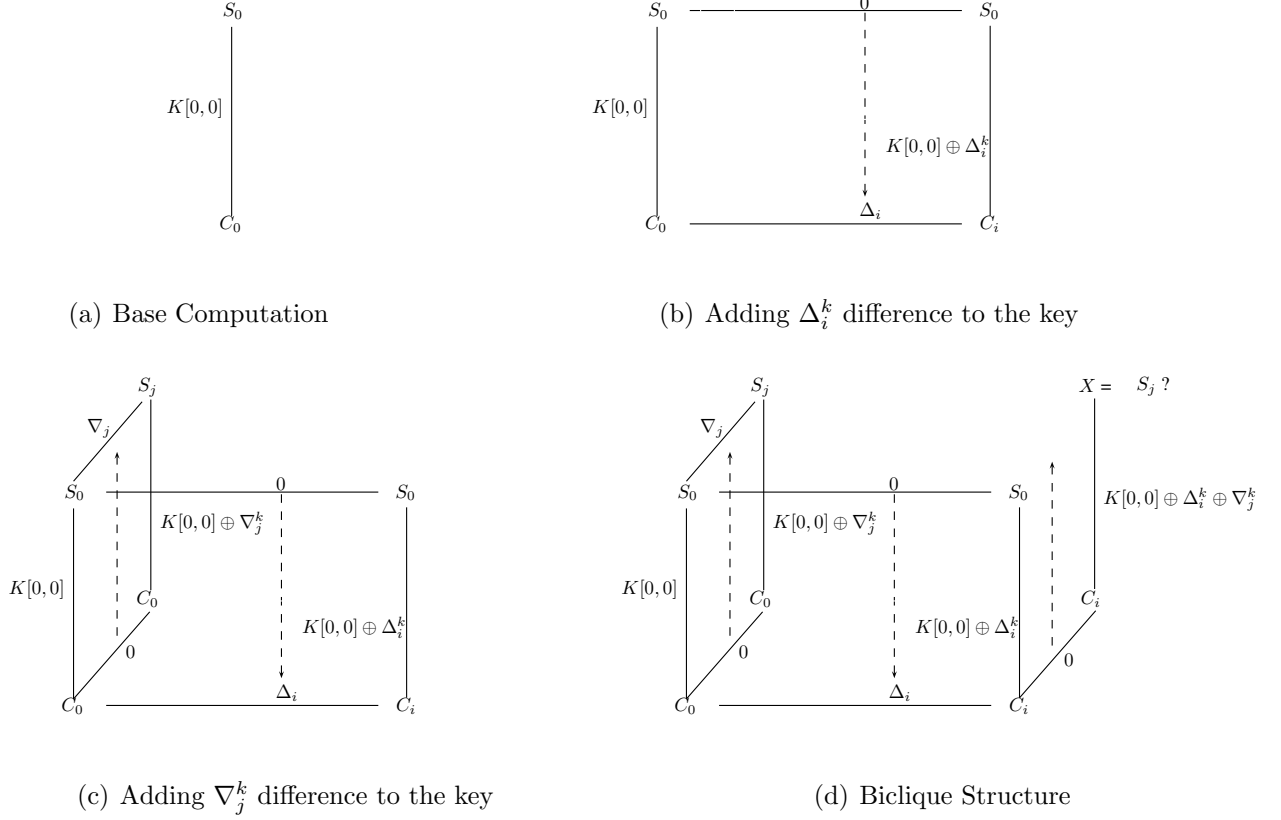 S_0
K[0, 0]
C_0
(a) Base Computation
S_0 0 S_0
K[0, 0]
K[0, 0] ⊕ Δ_i^k
Δ_i
C_0 C_i
(b) Adding Δ_i^k difference to the key
S_j
∇_j
S_0 0 S_0
K[0, 0] ⊕ ∇_j^k
K[0, 0]
C_0
K[0, 0] ⊕ Δ_i^k
0
Δ_i
C_0 C_i
(c) Adding ∇_j^k difference to the key
S_j X = S_j ?
∇_j
S_0 0 S_0
K[0, 0] ⊕ Δ_i^k ⊕ ∇_j^k
K[0, 0] ⊕ ∇_j^k
K[0, 0]
C_0 C_i
K[0, 0] ⊕ Δ_i^k
0 0
Δ_i
C_0 C_i
(d) Biclique Structure